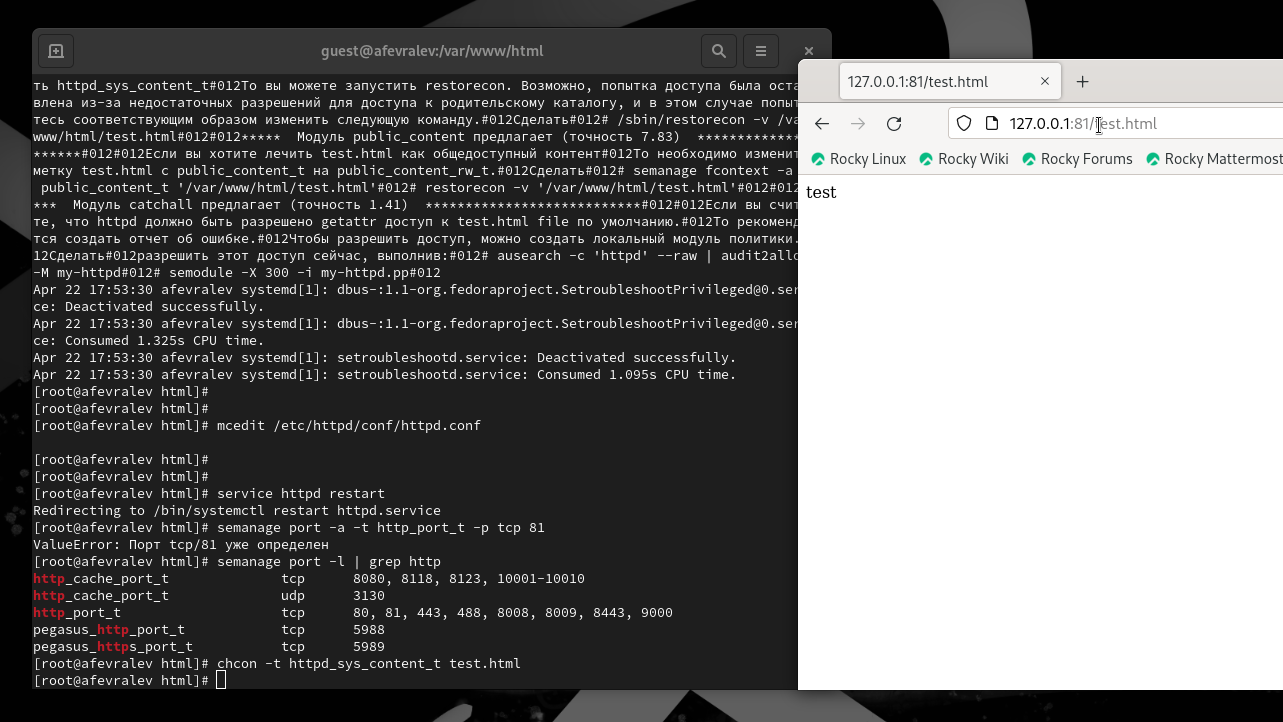 guest@afevralev:/var/www/html
ть httpd_sys_content_t#012То вы можете запустить restorecon. Возможно, попытка доступа была оста
влена из-за недостаточных разрешений для доступа к родительскому каталогу, и в этом случае попыт
тесь соответствующим образом изменить следующую команду.#012Сделать#012# /sbin/restorecon -v /va
www/html/test.html#012#012***** Модуль public_content предлагает (точность 7.83) *************
******#012#012Если вы хотите лечить test.html как общедоступный контент#012То необходимо изменит
метку test.html с public_content_t на public_content_rw_t.#012Сделать#012# semanage fcontext -a
public_content_t '/var/www/html/test.html'#012# restorecon -v '/var/www/html/test.html'#012#012
*** Модуль catchall предлагает (точность 1.41) **************************#012#012Если вы счит
те, что httpd должно быть разрешено getattr доступ к test.html file по умолчанию.#012То рекоменд
тся создать отчет об ошибке.#012Чтобы разрешить доступ, можно создать локальный модуль политики.
12Сделать#012разрешить этот доступ сейчас, выполнив:#012# ausearch -c 'httpd' --raw | audit2allo
-M my-httpd#012# semodule -X 300 -i my-httpd.pp#012
Apr 22 17:53:30 afevralev systemd[1]: dbus-:1.1-org.fedoraproject.SetroubleshootPrivileged@0.ser
ce: Deactivated successfully.
Apr 22 17:53:30 afevralev systemd[1]: dbus-:1.1-org.fedoraproject.SetroubleshootPrivileged@0.ser
ce: Consumed 1.325s CPU time.
Apr 22 17:53:30 afevralev systemd[1]: setroubleshootd.service: Deactivated successfully.
Apr 22 17:53:30 afevralev systemd[1]: setroubleshootd.service: Consumed 1.095s CPU time.
[root@afevralev html]#
[root@afevralev html]#
[root@afevralev html]# mcedit /etc/httpd/conf/httpd.conf
[root@afevralev html]#
[root@afevralev html]#
[root@afevralev html]# service httpd restart
Redirecting to /bin/systemctl restart httpd.service
[root@afevralev html]# semanage port -a -t http_port_t -p tcp 81
ValueError: Порт tcp/81 уже определен
[root@afevralev html]# semanage port -l | grep http
http_cache_port_t tcp 8080, 8118, 8123, 10001-10010
http_cache_port_t udp 3130
http_port_t tcp 80, 81, 443, 488, 8008, 8009, 8443, 9000
pegasus_http_port_t tcp 5988
pegasus_https_port_t tcp 5989
[root@afevralev html]# chcon -t httpd_sys_content_t test.html
[root@afevralev html]#
127.0.0.1:81/test.html
127.0.0.1:81/test.html
Rocky Linux Rocky Wiki Rocky Forums Rocky Mattermost
test